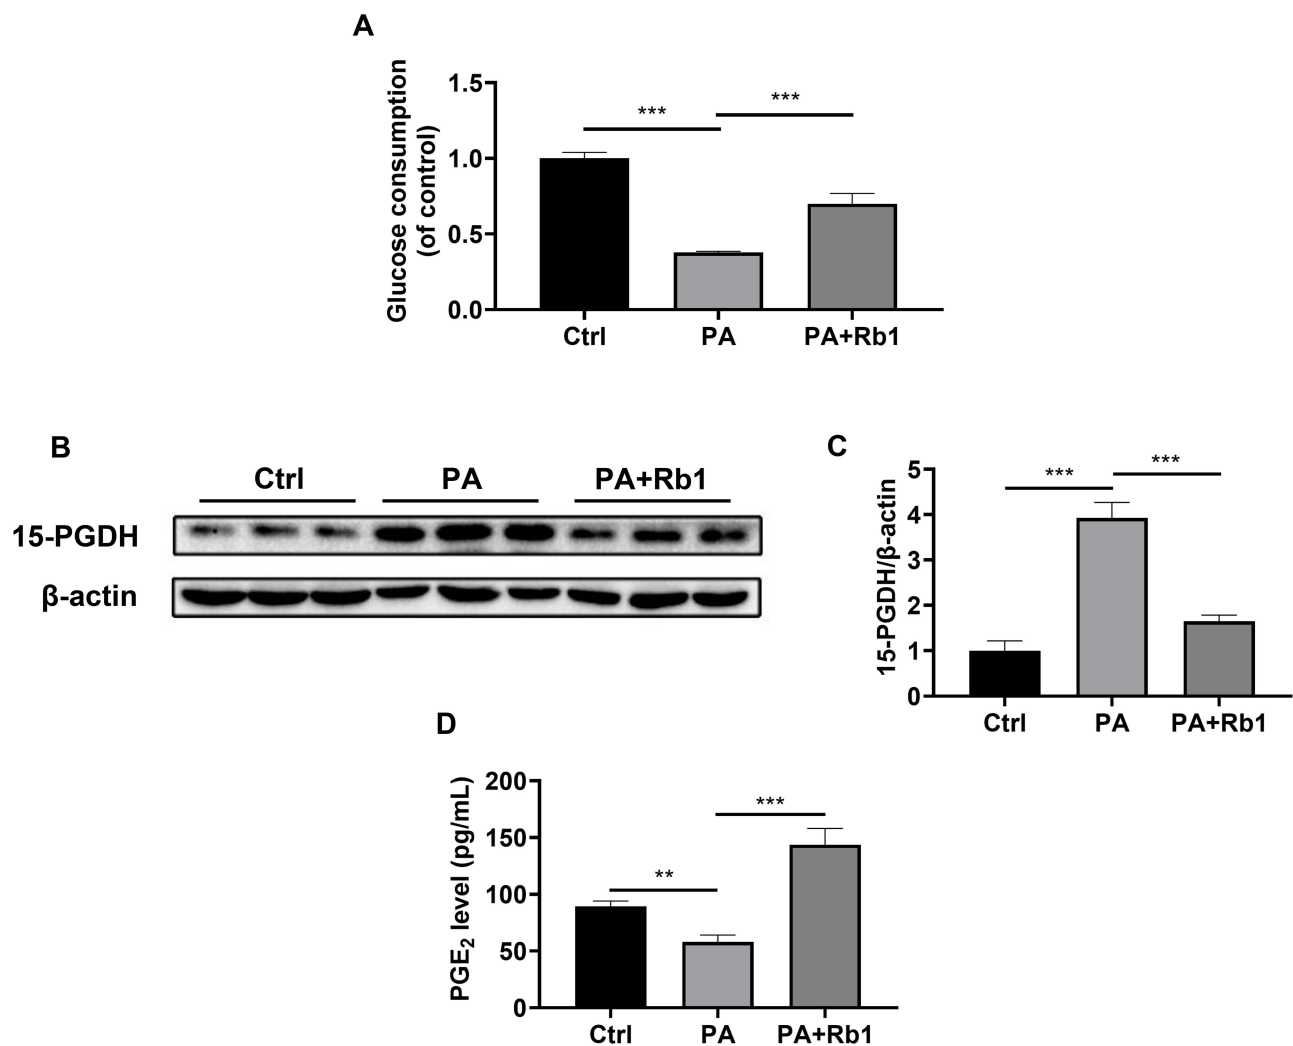 A
Glucose consumption
(of control)
1.5
1.0
0.5
0.0
***
***
Ctrl
PA
PA+Rb1
B
Ctrl
PA
PA+Rb1
15-PGDH
β-actin
C
15-PGDH/β-actin
5
4
3
2
1
0
***
***
Ctrl
PA
PA+Rb1
D
PGE₂ level (pg/mL)
200
150
100
50
0
**
***
Ctrl
PA
PA+Rb1